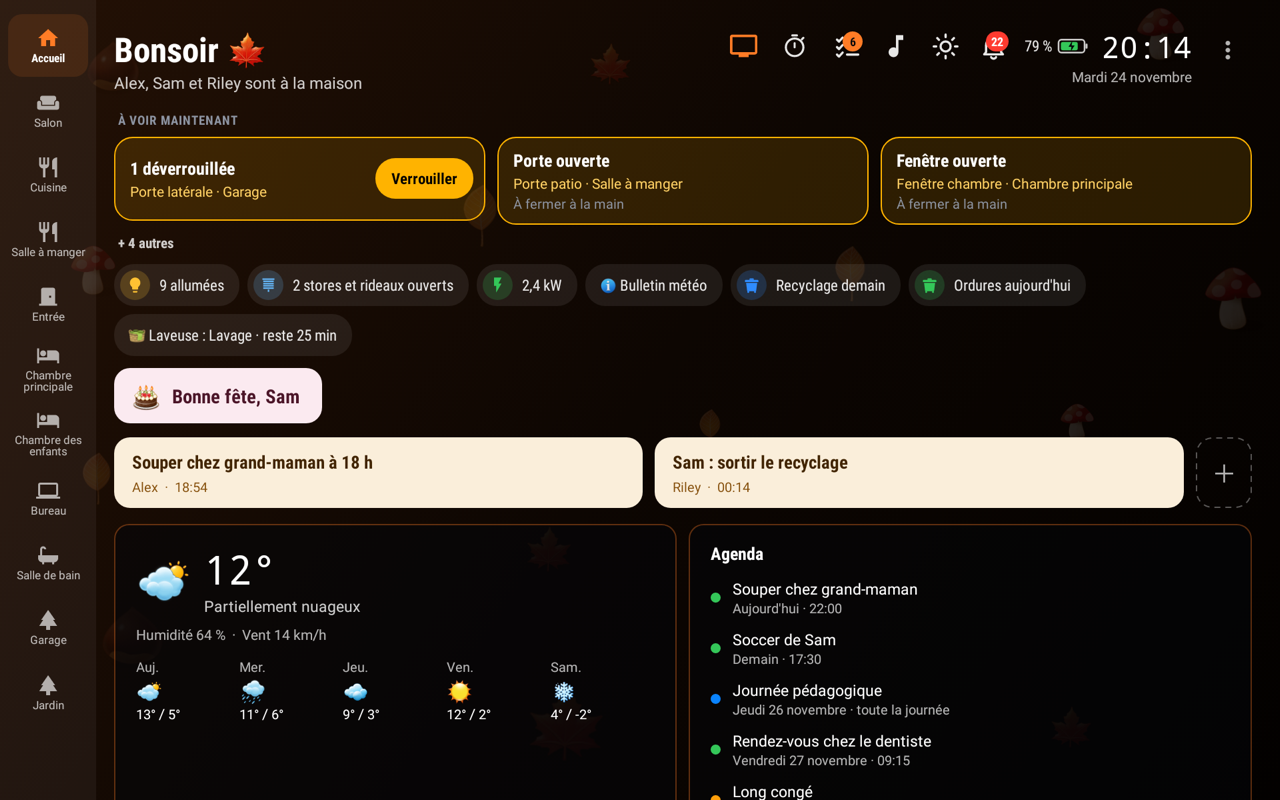 Accueil
Salon
Cuisine
Salle à manger
Entrée
Chambre
principale
Chambre des
enfants
Bureau
Salle de bain
Garage
Jardin
Bonsoir
Alex, Sam et Riley sont à la maison
6
22
79 %
20:14
Mardi 24 novembre
À VOIR MAINTENANT
1 déverrouillée
Porte latérale · Garage
Verrouiller
Porte ouverte
Porte patio · Salle à manger
À fermer à la main
Fenêtre ouverte
Fenêtre chambre · Chambre principale
À fermer à la main
+ 4 autres
9 allumées
2 stores et rideaux ouverts
2,4 kW
Bulletin météo
Recyclage demain
Ordures aujourd'hui
Laveuse : Lavage · reste 25 min
Bonne fête, Sam
Souper chez grand-maman à 18 h
Alex · 18:54
Sam : sortir le recyclage
Riley · 00:14
12°
Partiellement nuageux
Humidité 64 % · Vent 14 km/h
Auj. Mer. Jeu. Ven. Sam.
13° / 5° 11° / 6° 9° / 3° 12° / 2° 4° / -2°
Agenda
Souper chez grand-maman
Aujourd'hui · 22:00
Soccer de Sam
Demain · 17:30
Journée pédagogique
Jeudi 26 novembre · toute la journée
Rendez-vous chez le dentiste
Vendredi 27 novembre · 09:15
Long congé